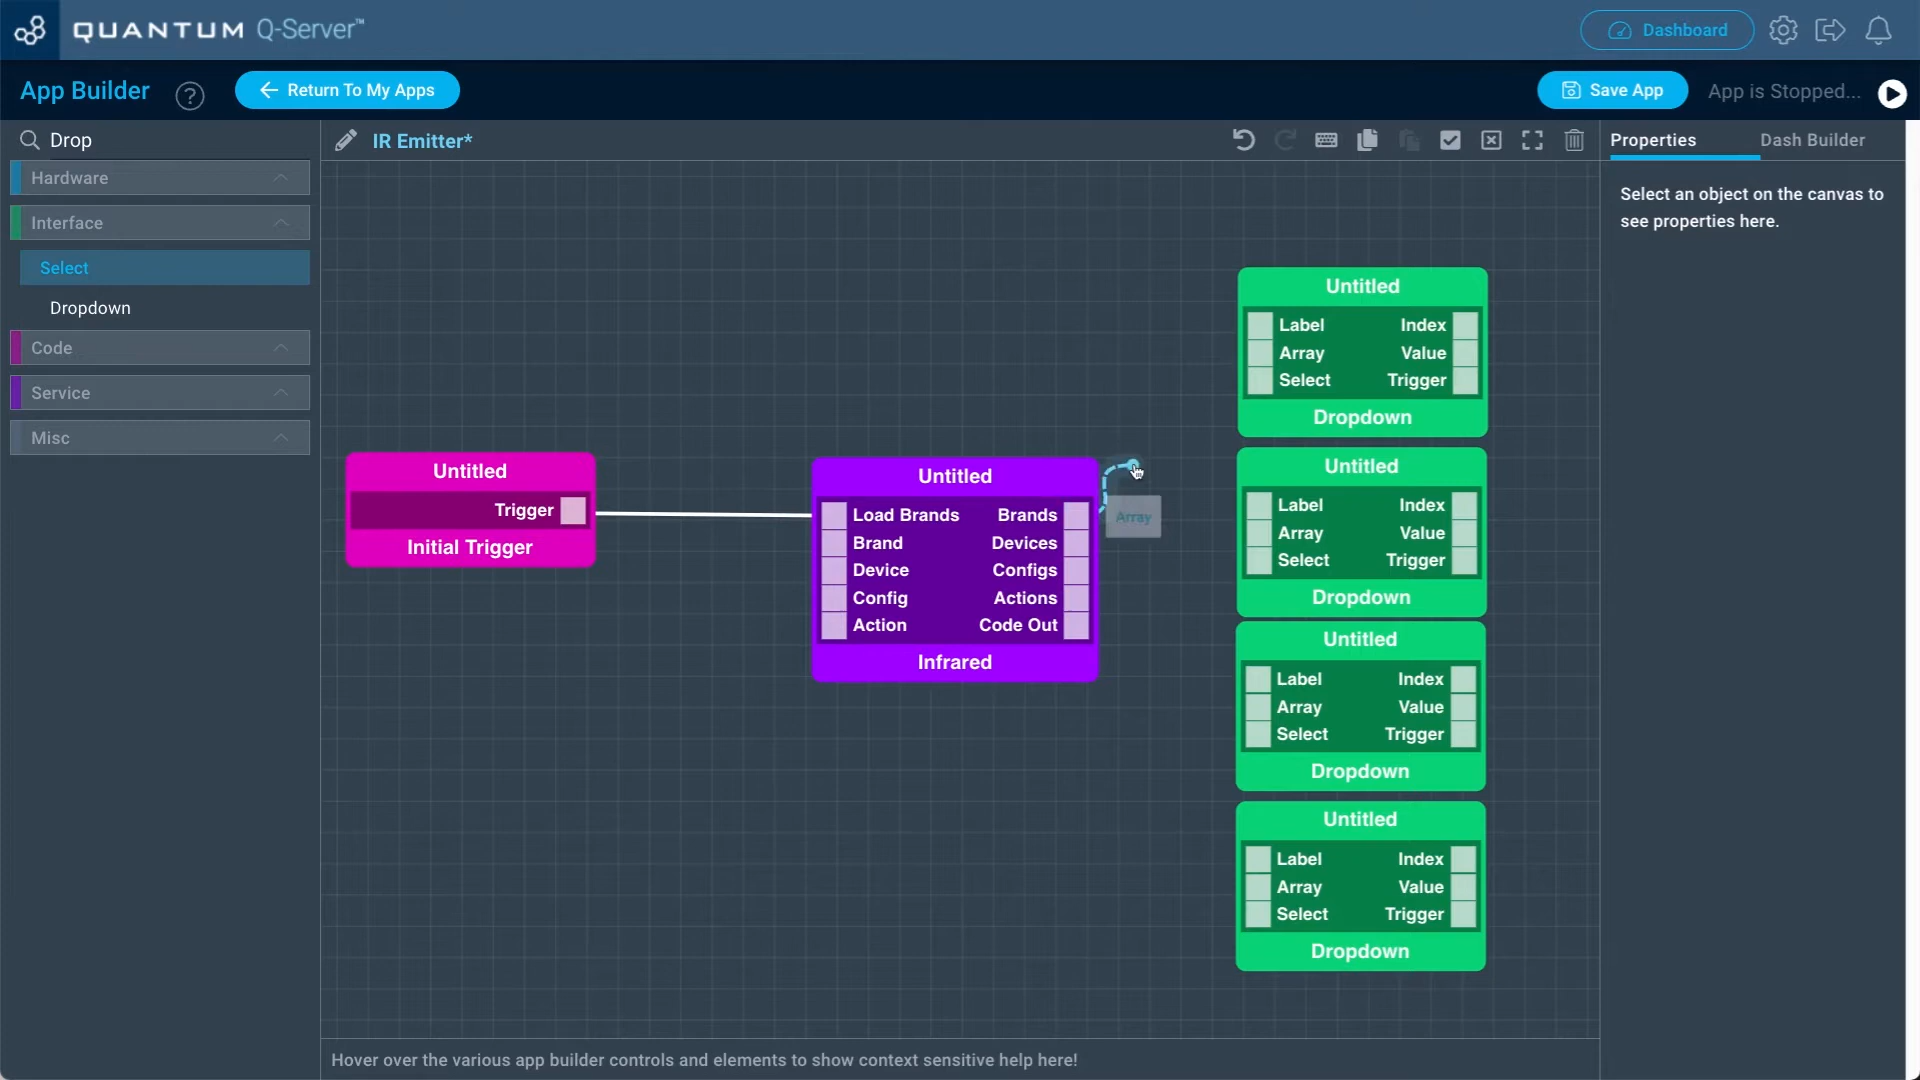 QUANTUM Q-Server™
Dashboard
App Builder
?
Return To My Apps
Save App
App is Stopped...
Drop
IR Emitter*
Properties
Dash Builder
Hardware
Interface
Select
Dropdown
Code
Service
Misc
Select an object on the canvas to
see properties here.
Untitled
Trigger
Initial Trigger
Untitled
Load Brands Brands
Brand Devices
Device Configs
Config Actions
Action Code Out
Infrared
Array
Untitled
Label Index
Array Value
Select Trigger
Dropdown
Untitled
Label Index
Array Value
Select Trigger
Dropdown
Untitled
Label Index
Array Value
Select Trigger
Dropdown
Untitled
Label Index
Array Value
Select Trigger
Dropdown
Hover over the various app builder controls and elements to show context sensitive help here!